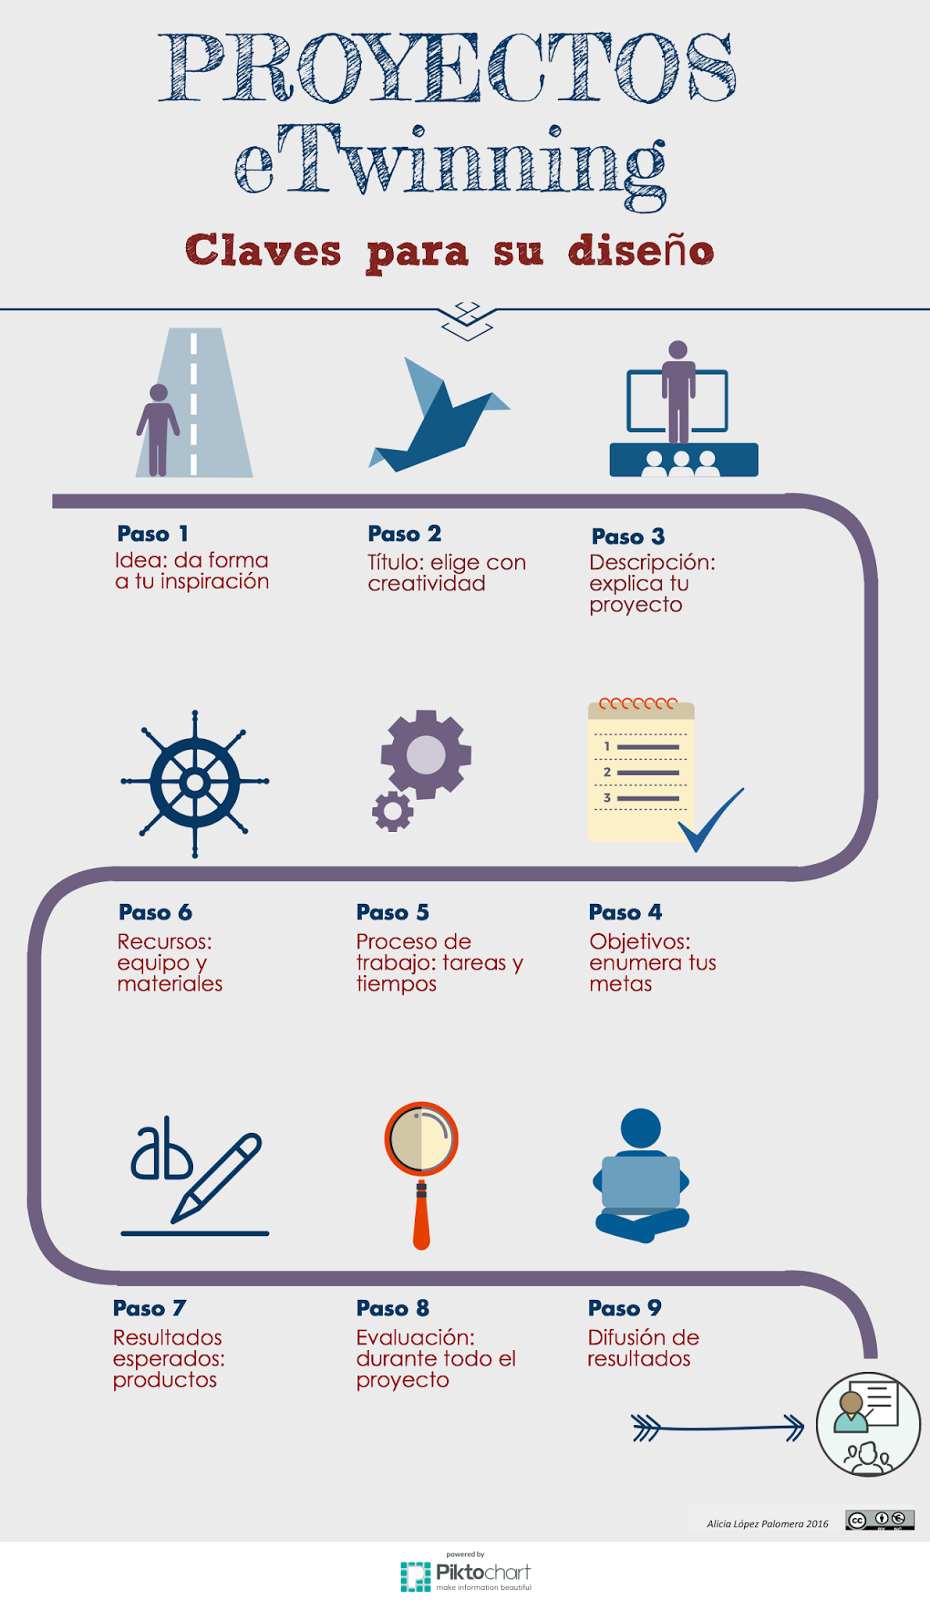 PROYECTOS
eTwinning
Claves para su diseño
Paso 1
Idea: da forma
a tu inspiración
Paso 2
Título: elige con
creatividad
Paso 3
Descripción:
explica tu
proyecto
1
2
3
Paso 4
Objetivos:
enumera tus
metas
Paso 5
Proceso de
trabajo: tareas y
tiempos
Paso 6
Recursos:
equipo y
materiales
ab
Paso 7
Resultados
esperados:
productos
Paso 8
Evaluación:
durante todo el
proyecto
Paso 9
Difusión de
resultados
Alicia López Palomera 2016
cc
BY NC
powered by
Piktochart
make information beautiful